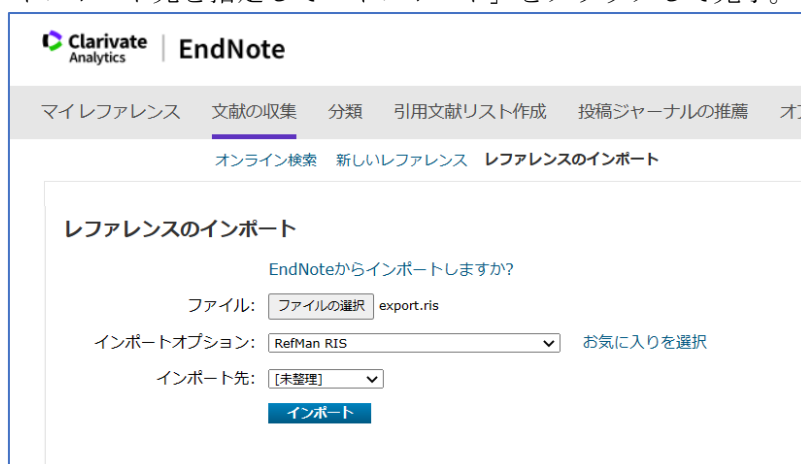 Clarivate
Analytics
EndNote
マイレファレンス 文献の収集 分類 引用文献リスト作成 投稿ジャーナルの推薦
オンライン検索 新しいレファレンス レファレンスのインポート
レファレンスのインポート
EndNoteからインポートしますか?
ファイル: ファイルの選択 export.ris
インポートオプション: RefMan RIS お気に入りを選択
インポート先: [未整理]
インポート